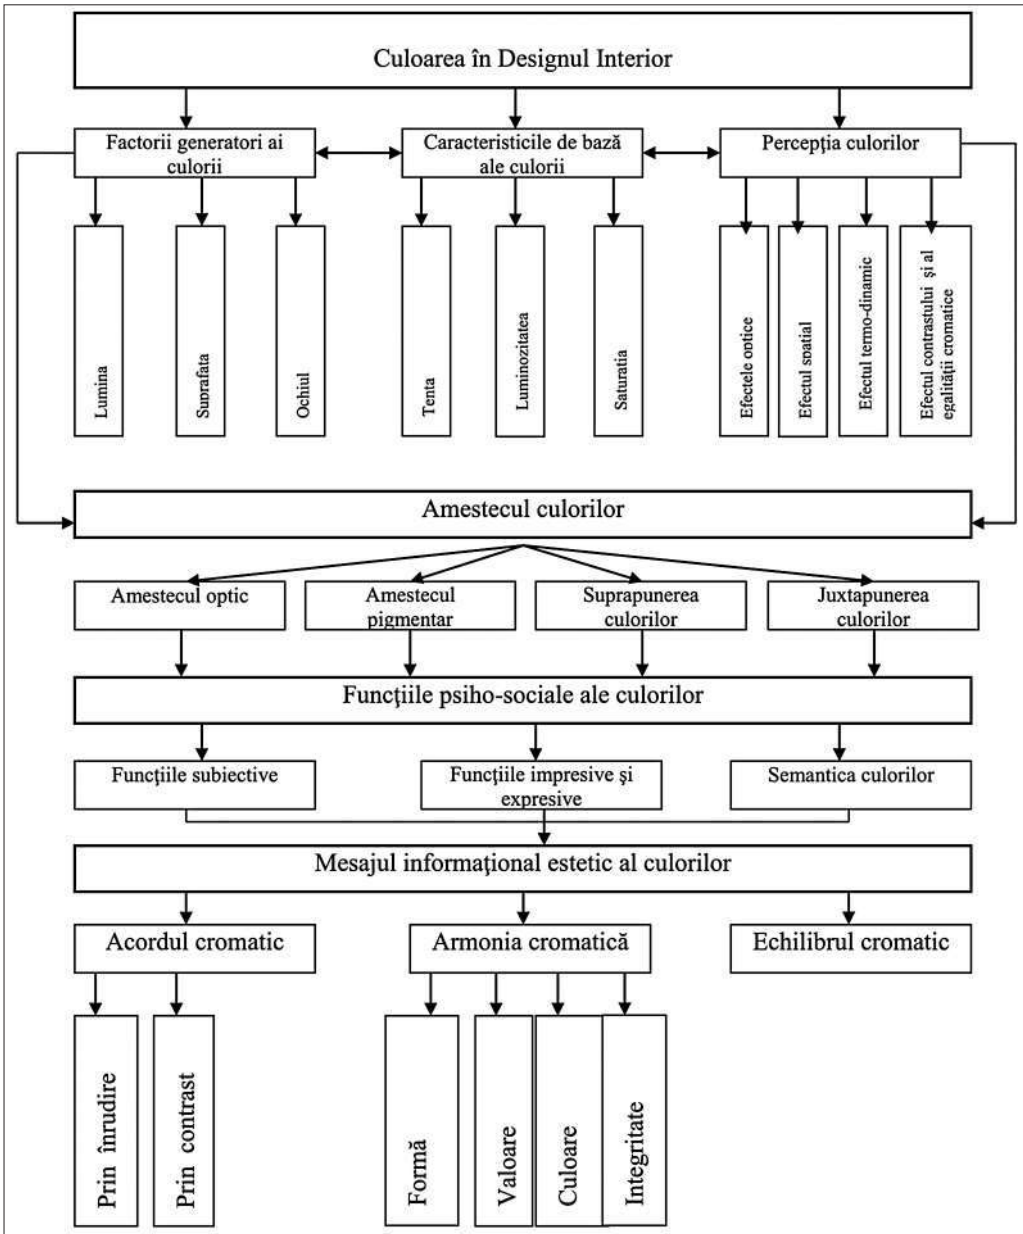 Culoarea în Designul Interior
Factorii generatori ai
culorii
Caracteristicile de bază
ale culorii
Percepţia culorilor
Lumina
Suprafata
Ochiul
Tenta
Luminozitatea
Saturatia
Efectele optice
Efectul spatial
Efectul termo-dinamic
Efectul contrastului şi al
egalităţii cromatice
Amestecul culorilor
Amestecul optic
Amestecul
pigmentar
Suprapunerea
culorilor
Juxtapunerea
culorilor
Funcţiile psiho-sociale ale culorilor
Funcţiile subiective
Funcţiile impresive şi
expresive
Semantica culorilor
Mesajul informaţional estetic al culorilor
Acordul cromatic
Armonia cromatică
Echilibrul cromatic
Prin înrudire
Prin contrast
Formă
Valoare
Culoare
Integritate